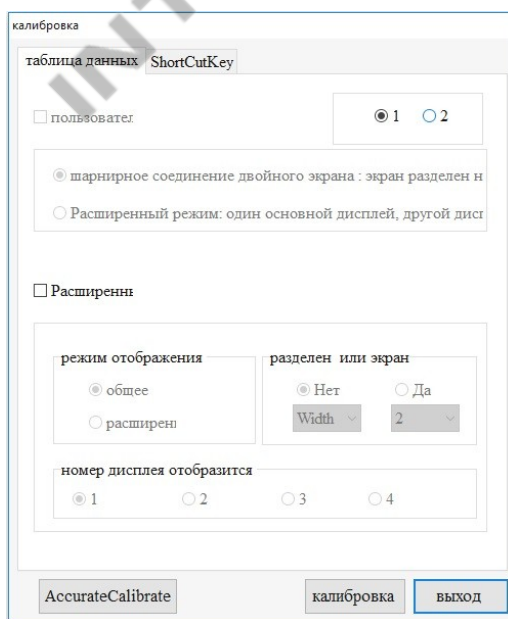 INT
калибровка
таблица данных ShortCutKey
пользовател
1 2
шарнирное соединение двойного экрана : экран разделен н
Расширенный режим: один основной дисплей, другой дисп
Расширенны
режим отображения разделен или экран
общее Нет Да
расширенн Width 2
номер дисплея отобразится
1 2 3 4
AccurateCalibrate калибровка выход